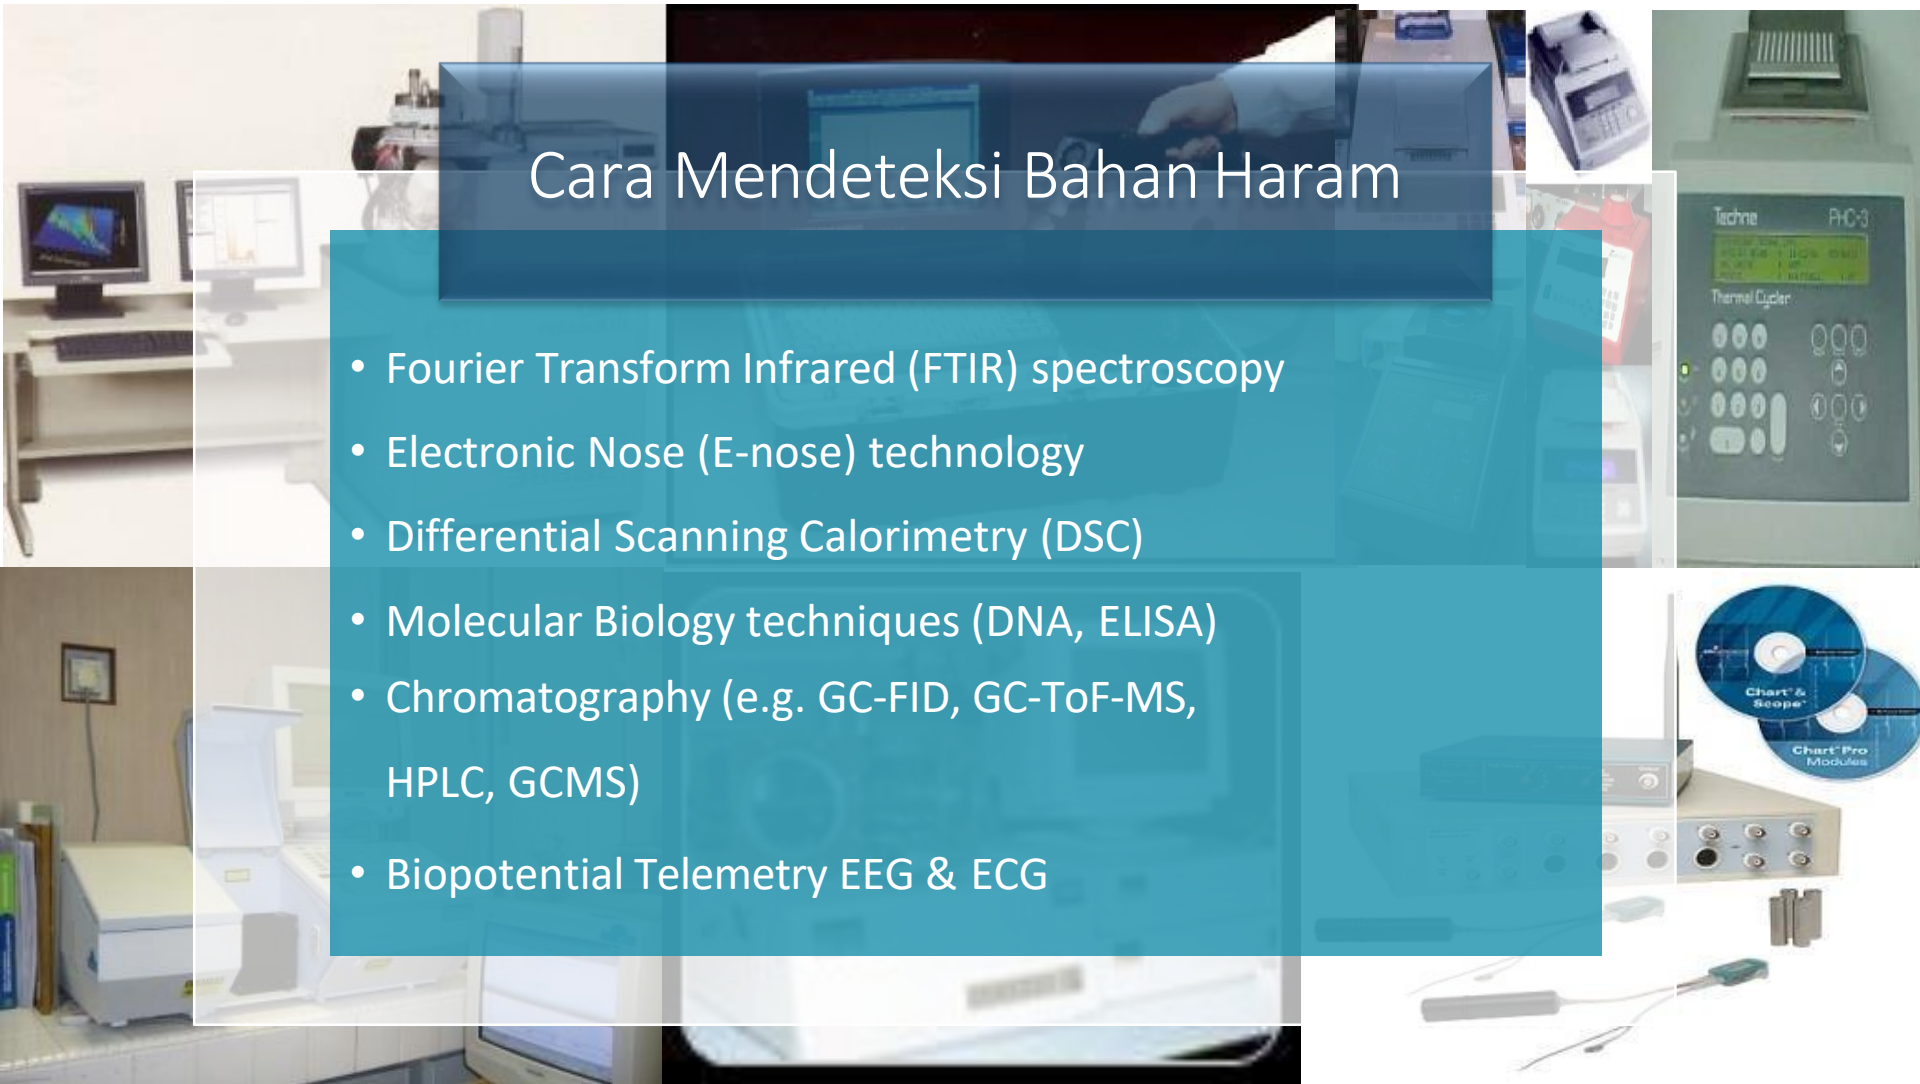 Cara Mendeteksi Bahan Haram
• Fourier Transform Infrared (FTIR) spectroscopy
• Electronic Nose (E-nose) technology
• Differential Scanning Calorimetry (DSC)
• Molecular Biology techniques (DNA, ELISA)
• Chromatography (e.g. GC-FID, GC-ToF-MS,
HPLC, GCMS)
• Biopotential Telemetry EEG & ECG
Techne PHC-3
Thermal Cycler
Chart &
Scope
Chart Pro
Modules